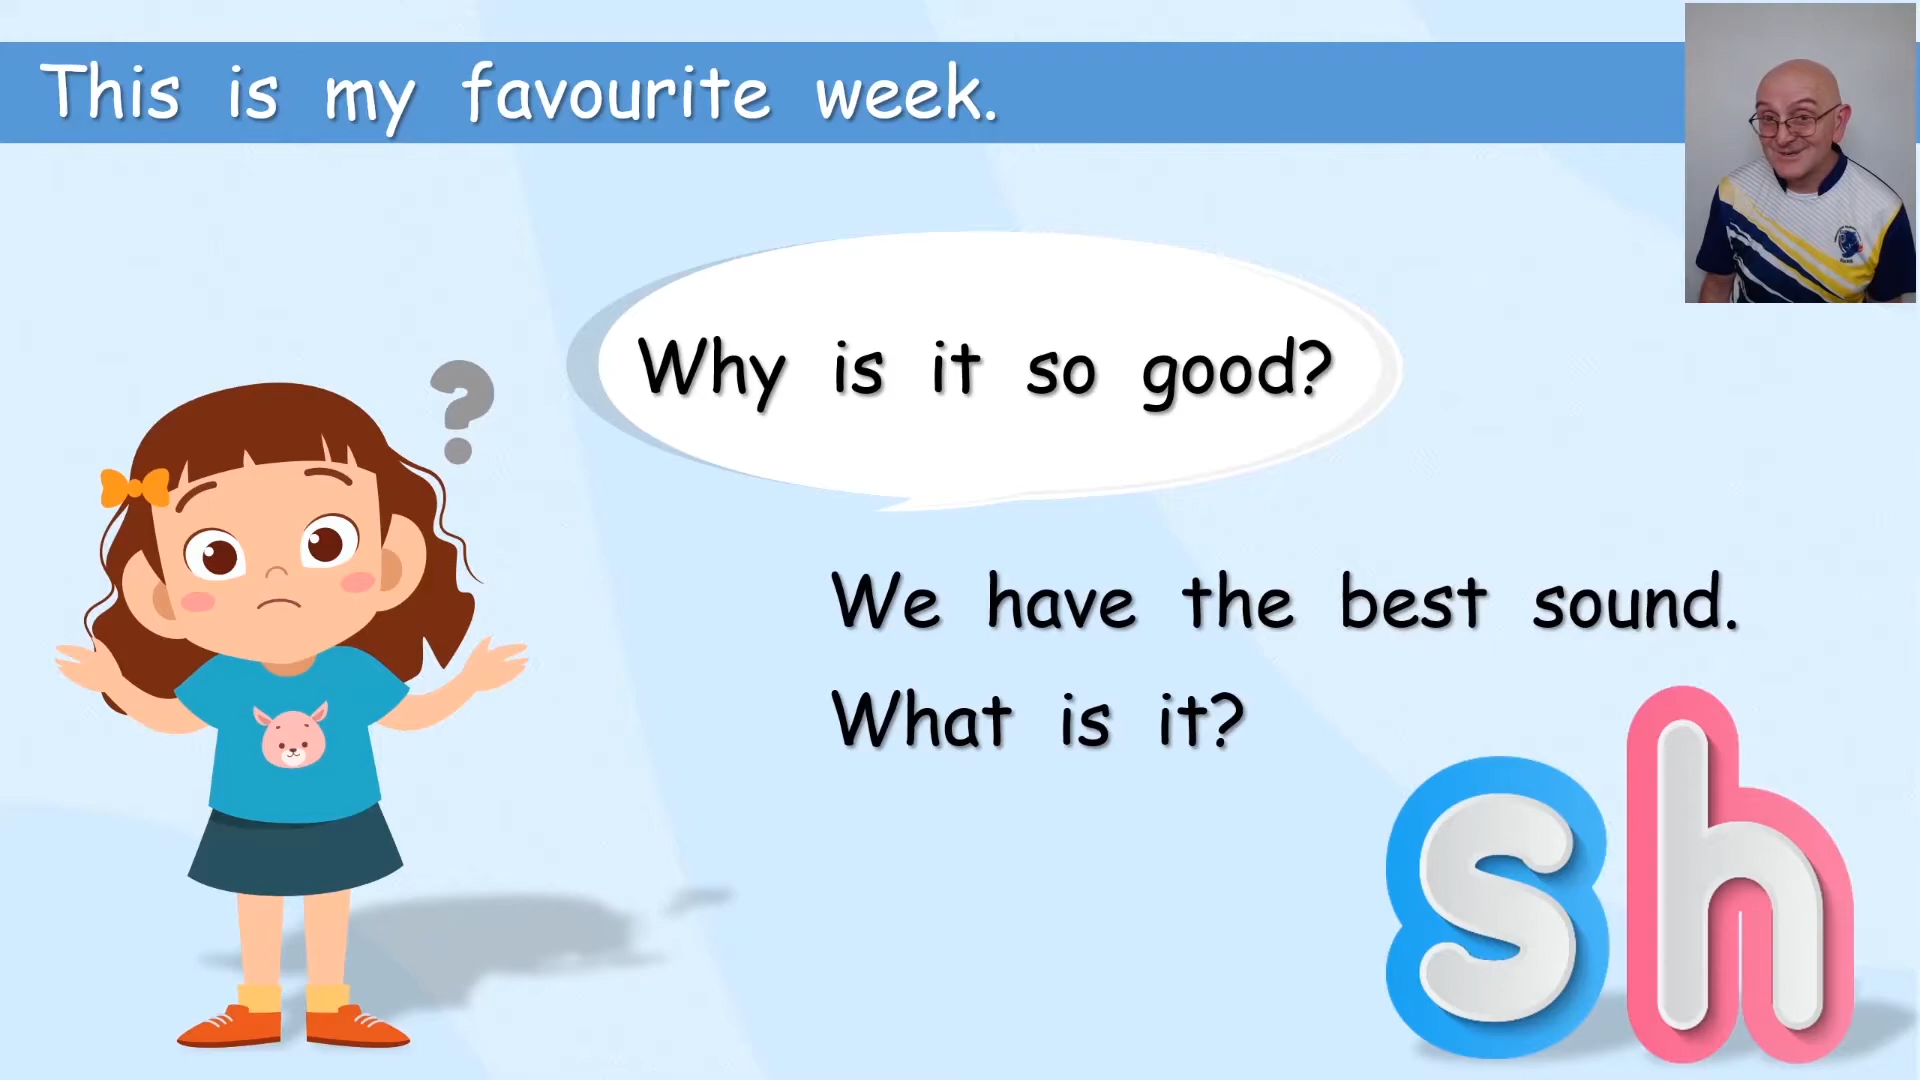 This is my favourite week.
Why is it so good?
We have the best sound.
What is it?
sh